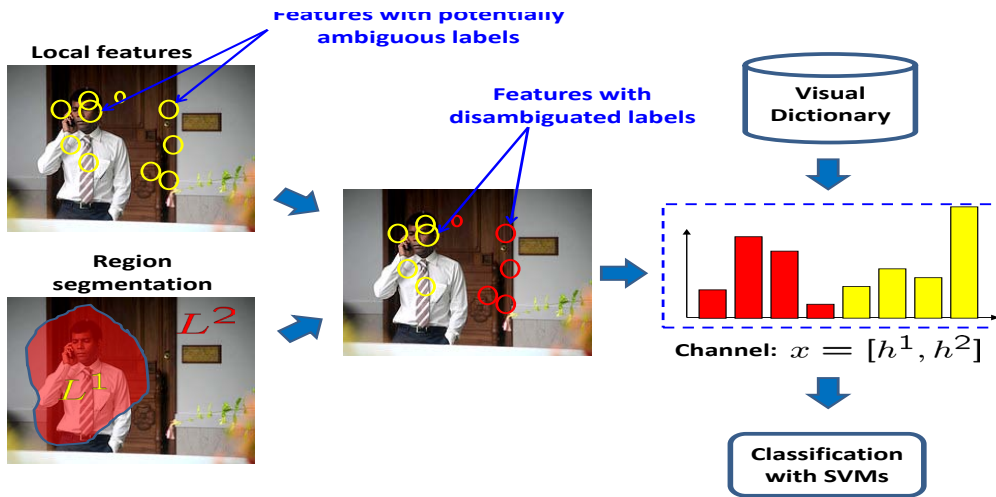 Features with potentially
ambiguous labels
Local features
Features with
disambiguated labels
Visual
Dictionary
Region
segmentation
L²
L¹
Channel: x = [h¹, h²]
Classification
with SVMs